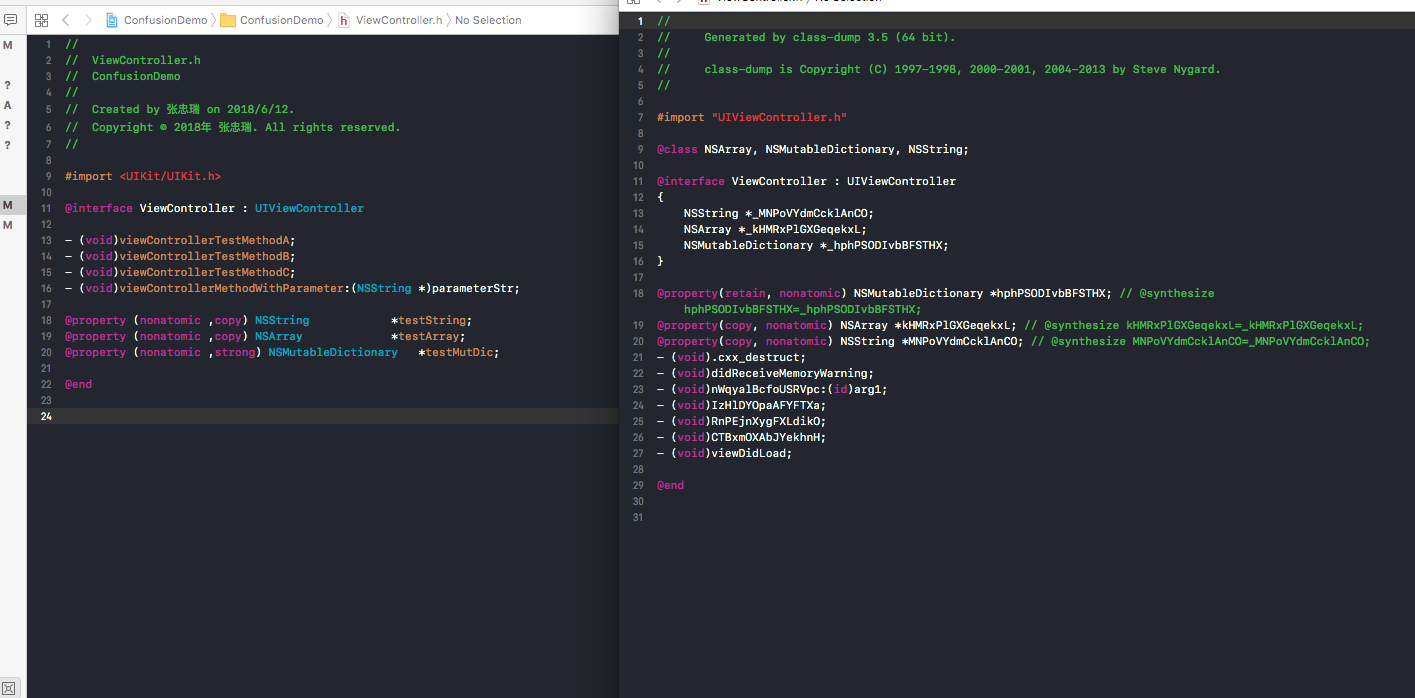 ConfusionDemo ConfusionDemo h ViewController.h No Selection
M
?
A
?
?
M
M
1 //
2 // ViewController.h
3 // ConfusionDemo
4 //
5 // Created by 张忠瑞 on 2018/6/12.
6 // Copyright © 2018年 张忠瑞. All rights reserved.
7 //
8
9 #import <UIKit/UIKit.h>
10
11 @interface ViewController : UIViewController
12
13 - (void)viewControllerTestMethodA;
14 - (void)viewControllerTestMethodB;
15 - (void)viewControllerTestMethodC;
16 - (void)viewControllerMethodWithParameter:(NSString *)parameterStr;
17
18 @property (nonatomic ,copy) NSString *testString;
19 @property (nonatomic ,copy) NSArray *testArray;
20 @property (nonatomic ,strong) NSMutableDictionary *testMutDic;
21
22 @end
23
24
1 //
2 // Generated by class-dump 3.5 (64 bit).
3 //
4 // class-dump is Copyright (C) 1997-1998, 2000-2001, 2004-2013 by Steve Nygard.
5 //
6
7 #import "UIViewController.h"
8
9 @class NSArray, NSMutableDictionary, NSString;
10
11 @interface ViewController : UIViewController
12 {
13 NSString *_MNPoVYdmCcklAnCO;
14 NSArray *_kHMRxPlGXGeqekxL;
15 NSMutableDictionary *_hphPSODIvbBFSTHX;
16 }
17
18 @property(retain, nonatomic) NSMutableDictionary *hphPSODIvbBFSTHX; // @synthesize
hphPSODIvbBFSTHX=_hphPSODIvbBFSTHX;
19 @property(copy, nonatomic) NSArray *kHMRxPlGXGeqekxL; // @synthesize kHMRxPlGXGeqekxL=_kHMRxPlGXGeqekxL;
20 @property(copy, nonatomic) NSString *MNPoVYdmCcklAnCO; // @synthesize MNPoVYdmCcklAnCO=_MNPoVYdmCcklAnCO;
21 - (void).cxx_destruct;
22 - (void)didReceiveMemoryWarning;
23 - (void)nWqyalBcfoUSRVpc:(id)arg1;
24 - (void)IzHlDYOpaAFYFTXa;
25 - (void)RnPEjnXygFXLdikO;
26 - (void)CTBxmOXAbJYekhnH;
27 - (void)viewDidLoad;
28
29 @end
30
31